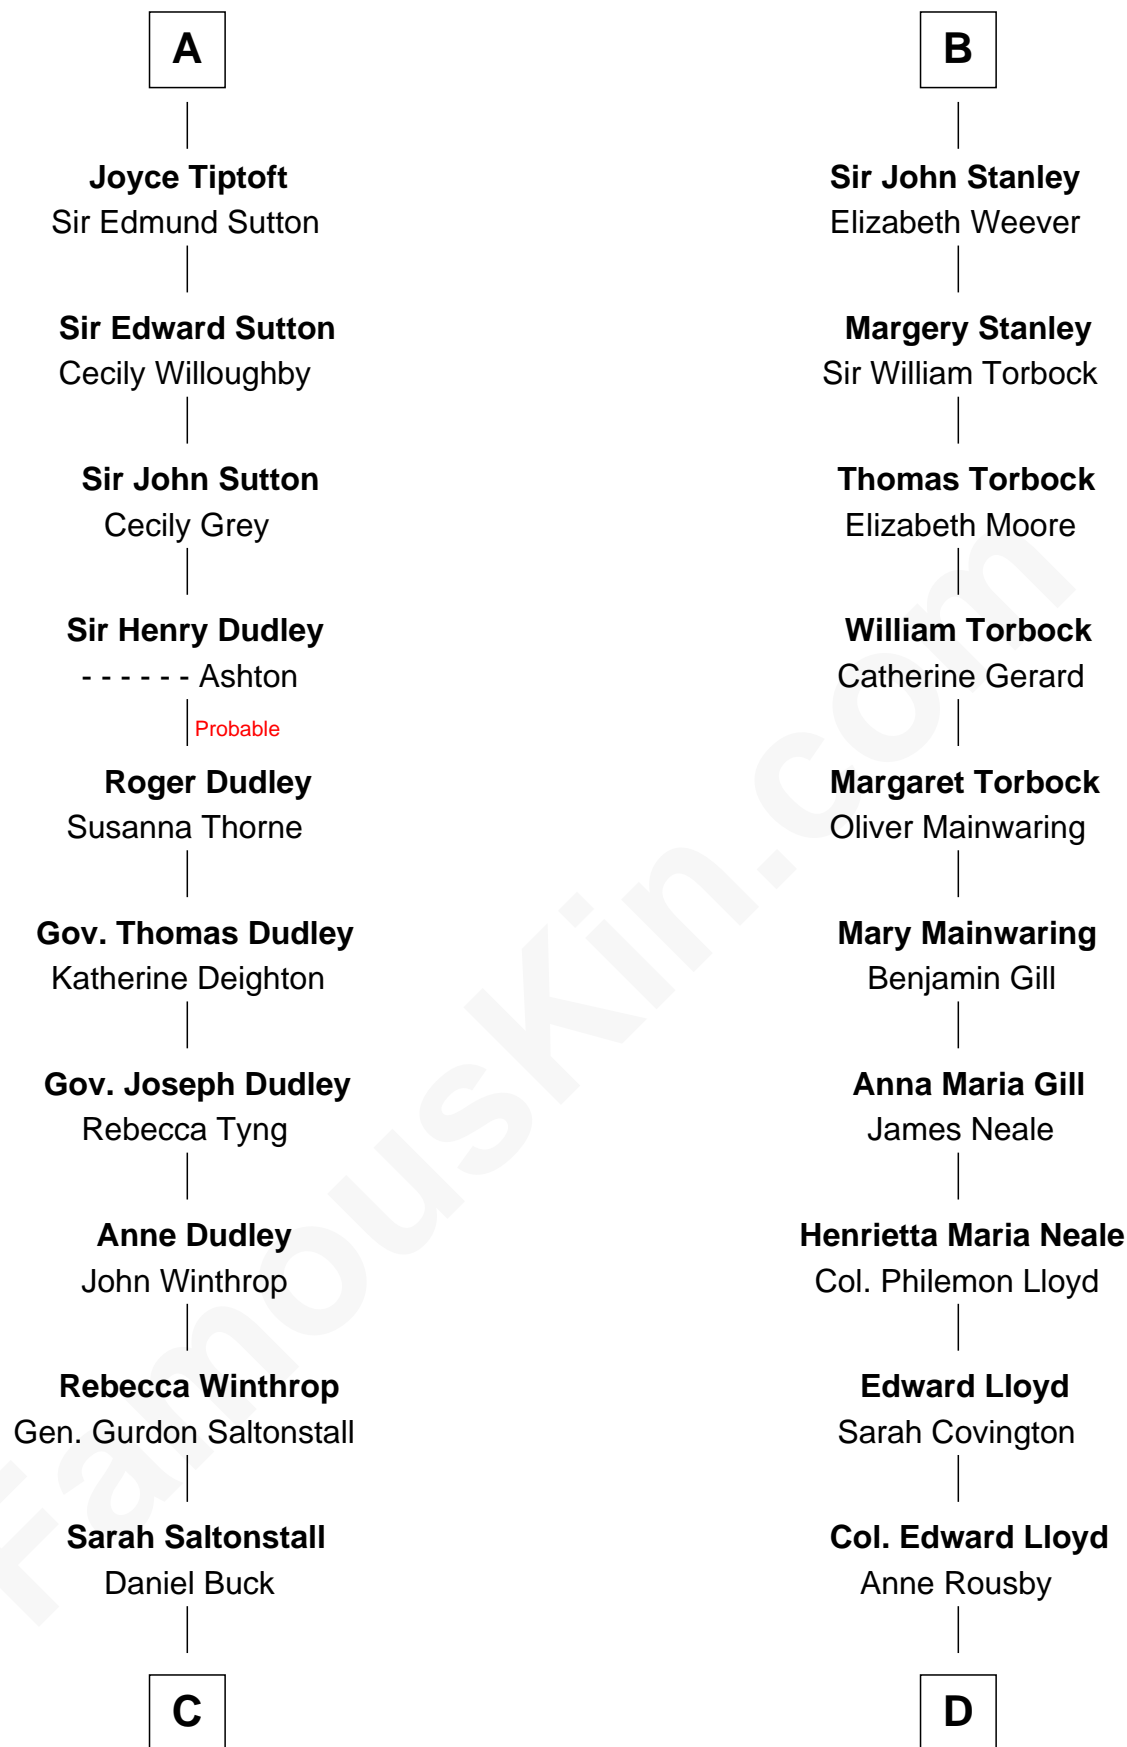 A
Joyce Tiptoft
Sir Edmund Sutton
Sir Edward Sutton
Cecily Willoughby
Sir John Sutton
Cecily Grey
Sir Henry Dudley
- - - - - - Ashton
Probable
Roger Dudley
Susanna Thorne
Gov. Thomas Dudley
Katherine Deighton
Gov. Joseph Dudley
Rebecca Tyng
Anne Dudley
John Winthrop
Rebecca Winthrop
Gen. Gurdon Saltonstall
Sarah Saltonstall
Daniel Buck
C
B
Sir John Stanley
Elizabeth Weever
Margery Stanley
Sir William Torbock
Thomas Torbock
Elizabeth Moore
William Torbock
Catherine Gerard
Margaret Torbock
Oliver Mainwaring
Mary Mainwaring
Benjamin Gill
Anna Maria Gill
James Neale
Henrietta Maria Neale
Col. Philemon Lloyd
Edward Lloyd
Sarah Covington
Col. Edward Lloyd
Anne Rousby
D
FamousKin.com